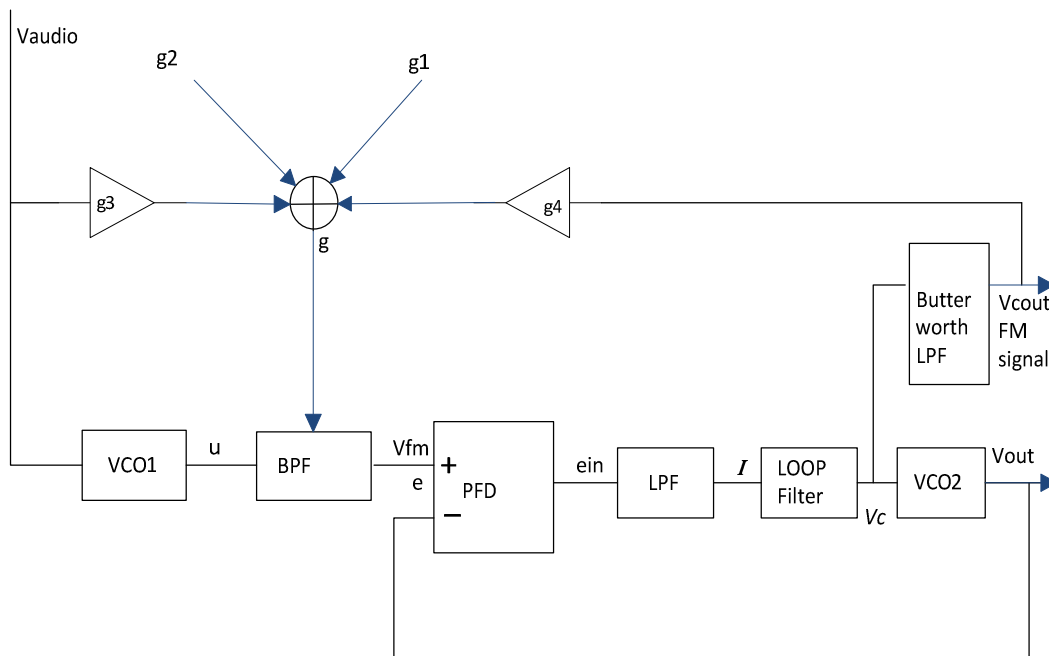 Vaudio
g2
g1
g3
g4
g
Butter
worth
LPF
Vcout
FM
signal
VCO1
u
BPF
Vfm
e
+
−
PFD
ein
LPF
I
LOOP
Filter
Vc
VCO2
Vout